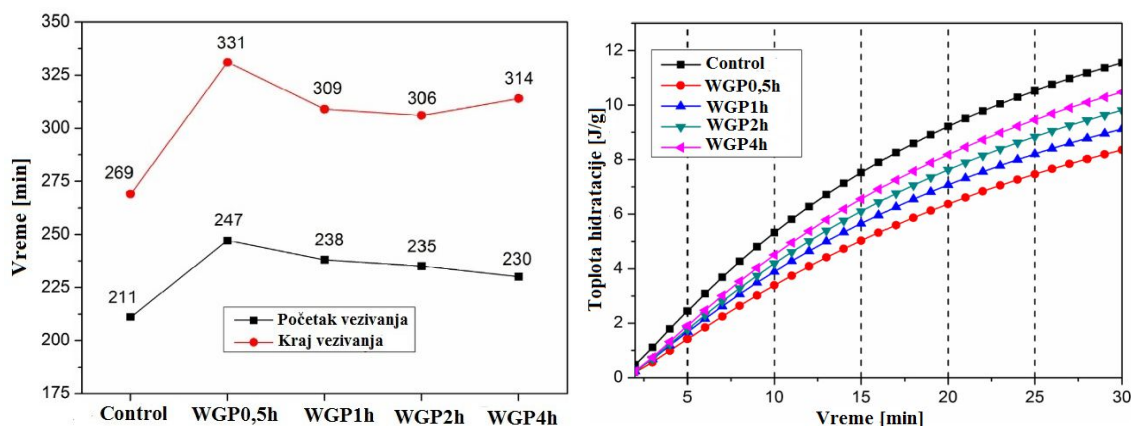 350
325
300
275
250
225
200
175
Vreme [min]
331
309
306
314
269
247
238
235
230
211
Početak vezivanja
Kraj vezivanja
Control
WGP0,5h
WGP1h
WGP2h
WGP4h
12
10
8
6
4
2
0
Toplota hidratacije [J/g]
Control
WGP0,5h
WGP1h
WGP2h
WGP4h
5
10
15
20
25
30
Vreme [min]